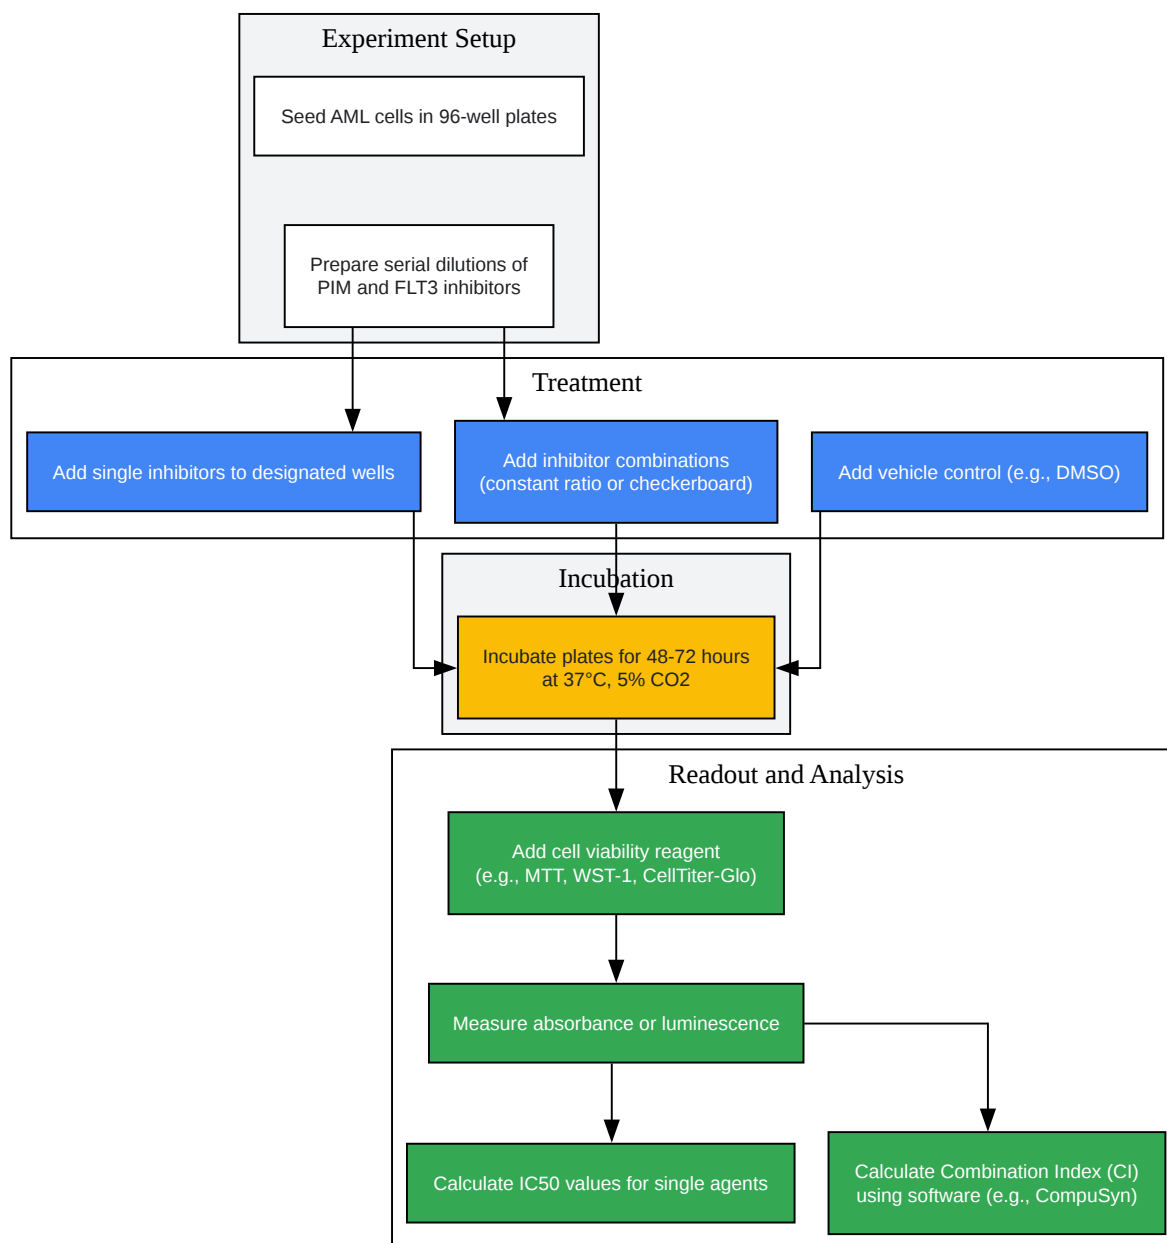 Experiment Setup
Seed AML cells in 96-well plates
Prepare serial dilutions of
PIM and FLT3 inhibitors
Treatment
Add single inhibitors to designated wells
Add inhibitor combinations
(constant ratio or checkerboard)
Add vehicle control (e.g., DMSO)
Incubation
Incubate plates for 48-72 hours
at 37°C, 5% CO2
Readout and Analysis
Add cell viability reagent
(e.g., MTT, WST-1, CellTiter-Glo)
Measure absorbance or luminescence
Calculate IC50 values for single agents
Calculate Combination Index (CI)
using software (e.g., CompuSyn)